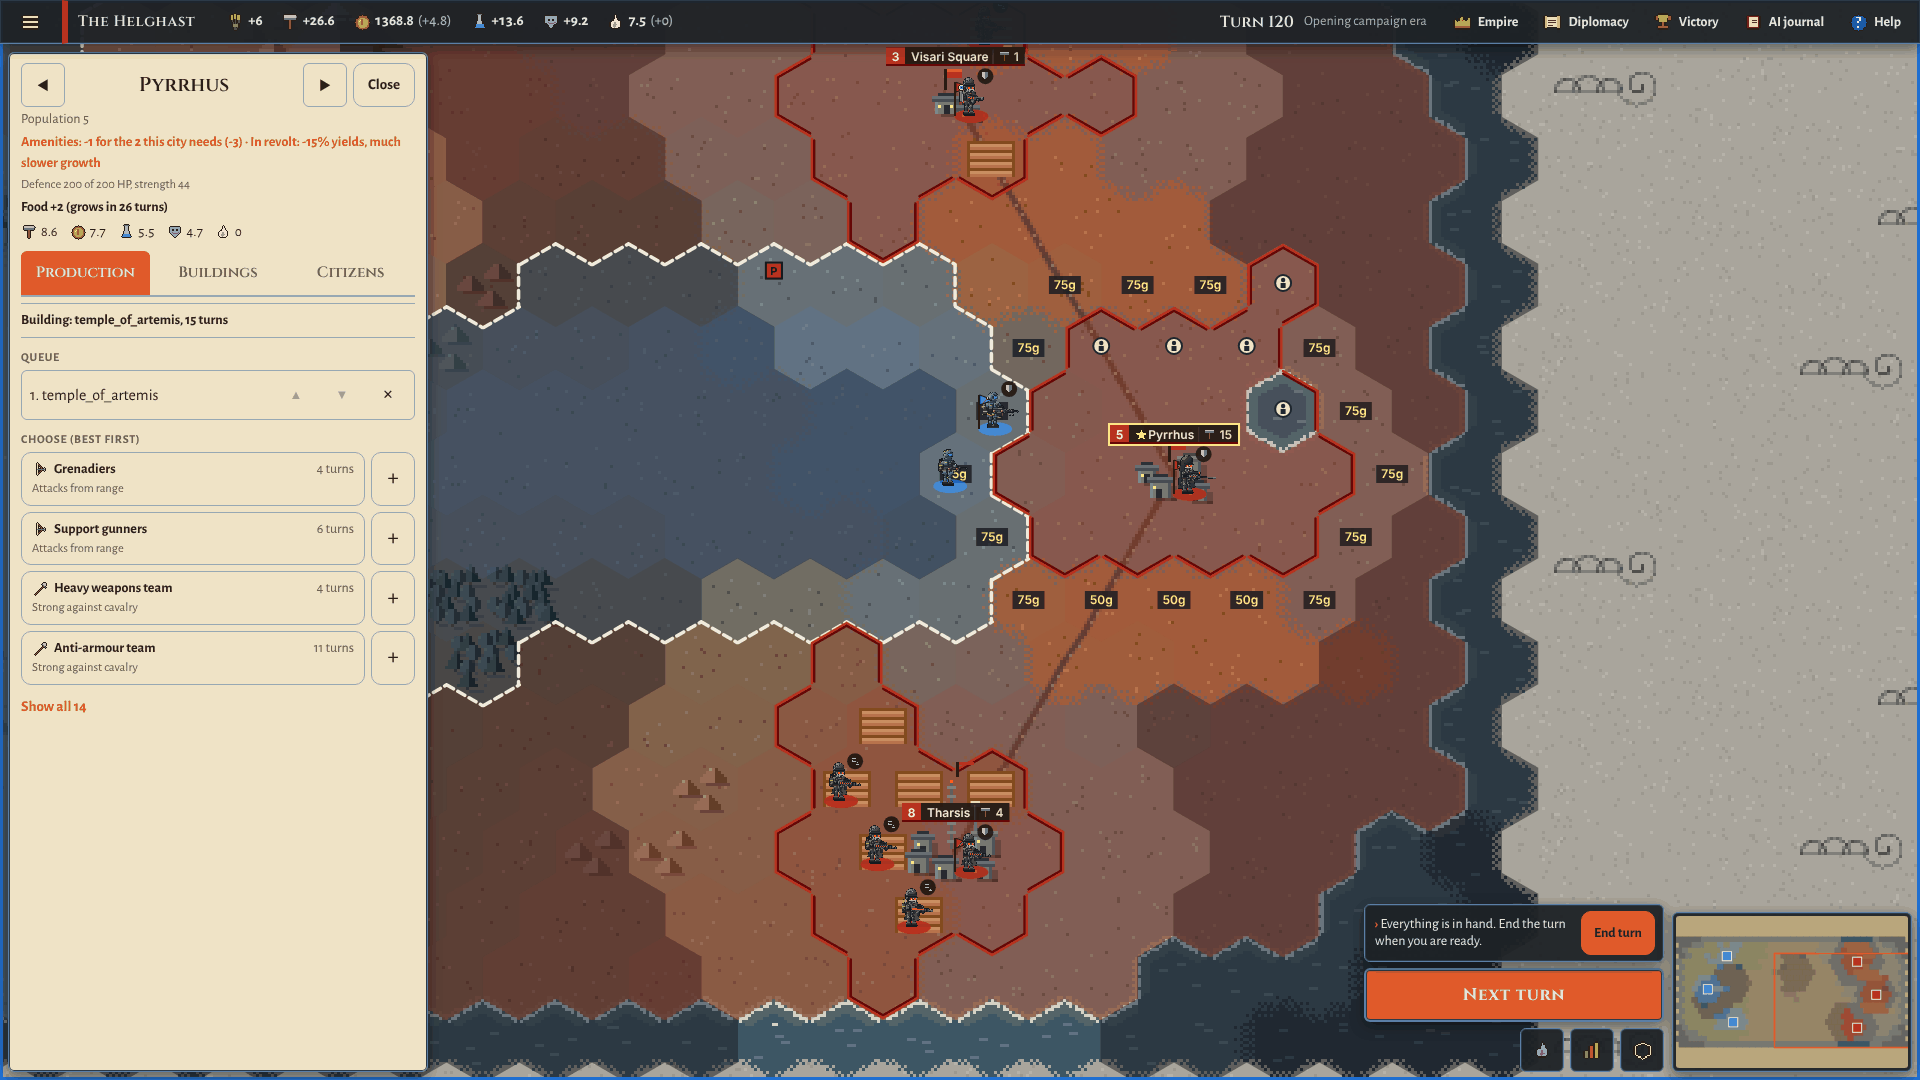 The Helghast
+6
+26.6
1368.8 (+4.8)
+13.6
+9.2
7.5 (+0)
Turn 120
Opening campaign era
Empire
Diplomacy
Victory
AI journal
Help
Pyrrhus
Close
Population 5
Amenities: -1 for the 2 this city needs (-3) · In revolt: -15% yields, much
slower growth
Defence 200 of 200 HP, strength 44
Food +2 (grows in 26 turns)
8.6
7.7
5.5
4.7
0
Production
Buildings
Citizens
Building: temple_of_artemis, 15 turns
QUEUE
1. temple_of_artemis
CHOOSE (BEST FIRST)
Grenadiers
4 turns
Attacks from range
+
Support gunners
6 turns
Attacks from range
+
Heavy weapons team
4 turns
Strong against cavalry
+
Anti-armour team
11 turns
Strong against cavalry
+
Show all 14
3 Visari Square 1
P
75g
75g
75g
75g
75g
75g
5 Pyrrhus 15
75g
75g
75g
75g
50g
50g
50g
75g
8 Tharsis 4
› Everything is in hand. End the turn
when you are ready.
End turn
Next turn